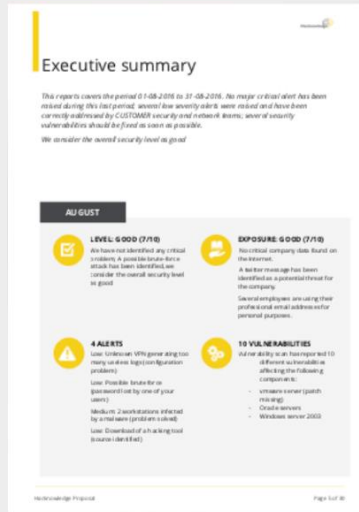 Hacknowledge
Executive summary
This reports covers the period 01-08-2016 to 31-08-2016. No major critical alert has been
raised during this last period; several low severity alerts were raised and have been
correctly addressed by CUSTOMER security and network teams; several security
vulnerabilities should be fixed as soon as possible.
We consider the overall security level as good
AUGUST
LEVEL: GOOD (7/10)
We have not identified any critical
problem. A possible brute-force
attack has been identified, we
consider the overall security level
as good
EXPOSURE: GOOD (7/10)
No critical company data found on
the Internet.
A twitter message has been
identified as a potential threat for
the company.
Several employees are using their
professional email addresses for
personal purposes.
4 ALERTS
Low: Unknown VPN generating too
many useless logs (configuration
problem)
Low: Possible brute force
(password lost by one of your
users)
Medium: 2 workstations infected
by a malware (problem solved)
Low: Download of a hacking tool
(source identified)
10 VULNERABILITIES
Vulnerability scan has reported 10
different vulnerabilities
affecting the following
components:
- vmware server (patch
missing)
- Oracle servers
- Windows server 2003
Hacknowledge Proposal
Page 5 of 30